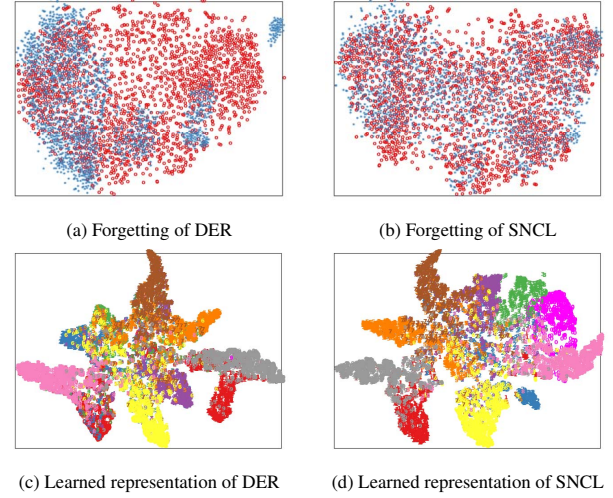 (a) Forgetting of DER
(b) Forgetting of SNCL
(c) Learned representation of DER
(d) Learned representation of SNCL